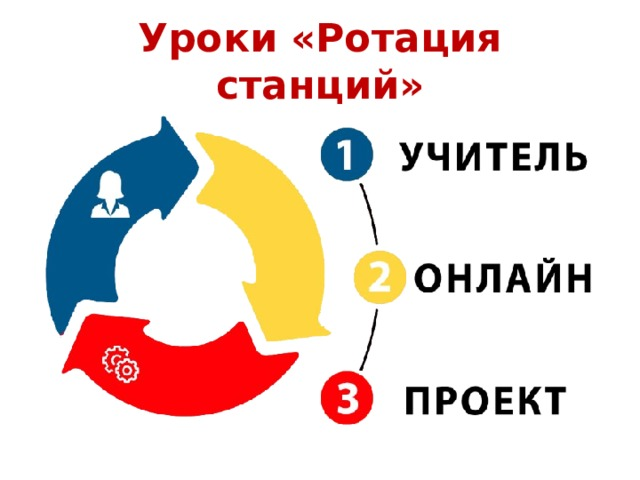 Уроки «Ротация
станций»
1 УЧИТЕЛЬ
2 ОНЛАЙН
3 ПРОЕКТ